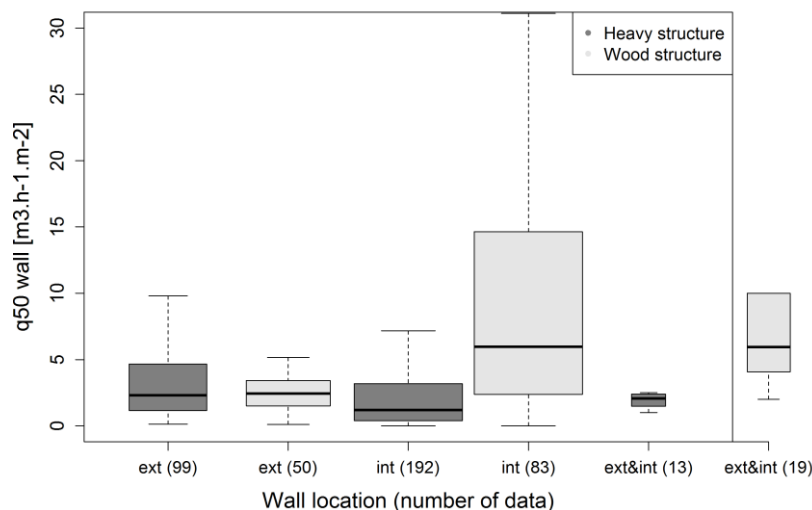 q50 wall [m3.h-1.m-2]
30
25
20
15
10
5
0
Heavy structure
Wood structure
ext (99) ext (50) int (192) int (83) ext&int (13) ext&int (19)
Wall location (number of data)